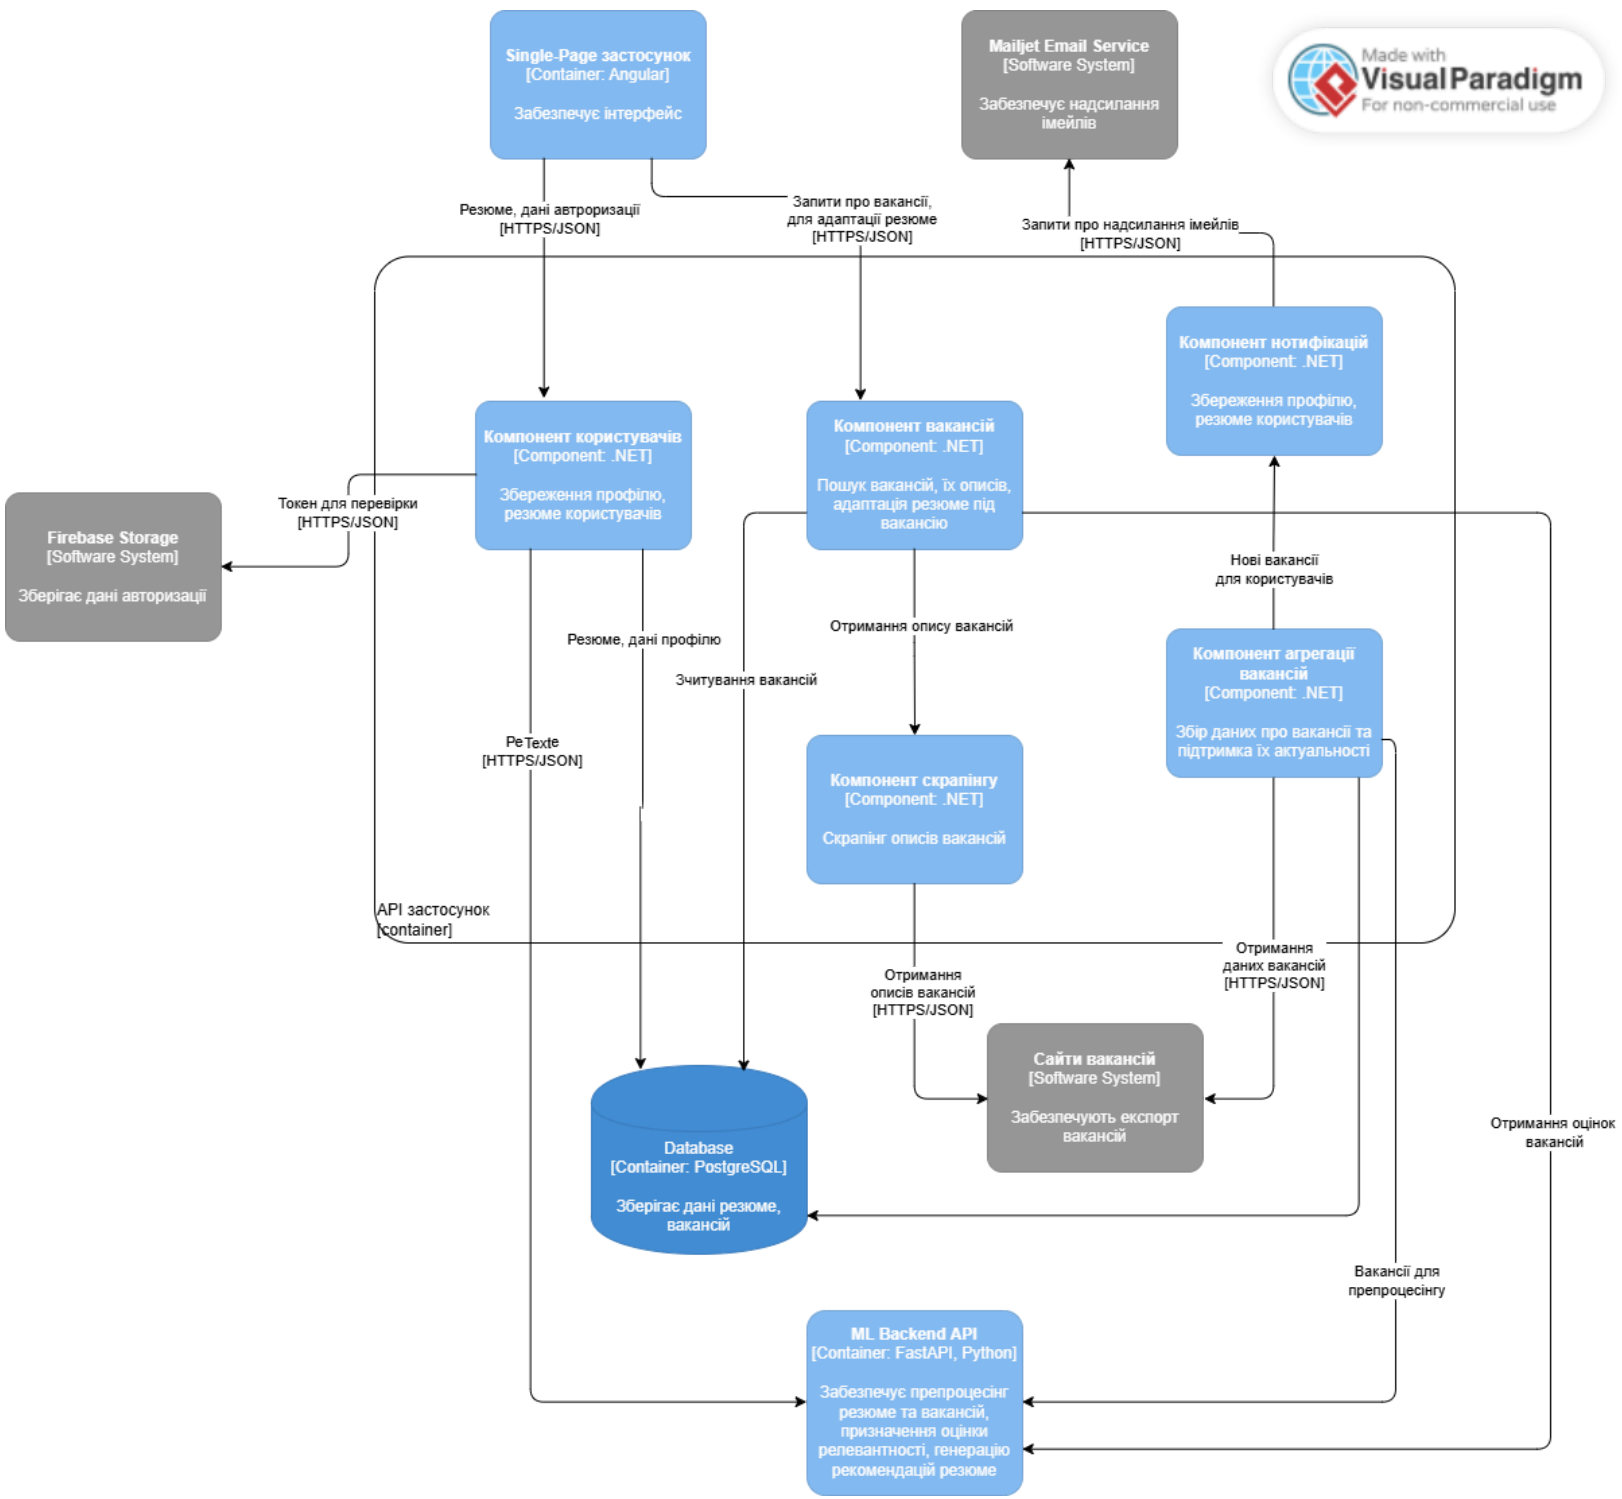 Single-Page застосунок
[Container: Angular]
Забезпечує інтерфейс
Mailjet Email Service
[Software System]
Забезпечує надсилання
імейлів
Made with
Visual Paradigm
For non-commercial use
Резюме, дані автроризації
[HTTPS/JSON]
Запити про вакансії,
для адаптації резюме
[HTTPS/JSON]
Запити про надсилання імейлів
[HTTPS/JSON]
Компонент нотифікацій
[Component: .NET]
Збереження профілю,
резюме користувачів
Компонент користувачів
[Component: .NET]
Збереження профілю,
резюме користувачів
Компонент вакансій
[Component: .NET]
Пошук вакансій, їх описів,
адаптація резюме під
вакансію
Токен для перевірки
[HTTPS/JSON]
Firebase Storage
[Software System]
Зберігає дані авторизації
Нові вакансії
для користувачів
Резюме, дані профілю
Отримання опису вакансій
Зчитування вакансій
Компонент агрегації
вакансій
[Component: .NET]
Збір даних про вакансії та
підтримка їх актуальності
Text
[HTTPS/JSON]
Компонент скрапінгу
[Component: .NET]
Скрапінг описів вакансій
API застосунок
[container]
Отримання
описів вакансій
[HTTPS/JSON]
Отримання
даних вакансій
[HTTPS/JSON]
Сайти вакансій
[Software System]
Забезпечують експорт
вакансій
Отримання оцінок
вакансій
Database
[Container: PostgreSQL]
Зберігає дані резюме,
вакансій
Вакансії для
препроцесінгу
ML Backend API
[Container: FastAPI, Python]
Забезпечує препроцесінг
резюме та вакансій,
призначення оцінки
релевантності, генерацію
рекомендацій резюме